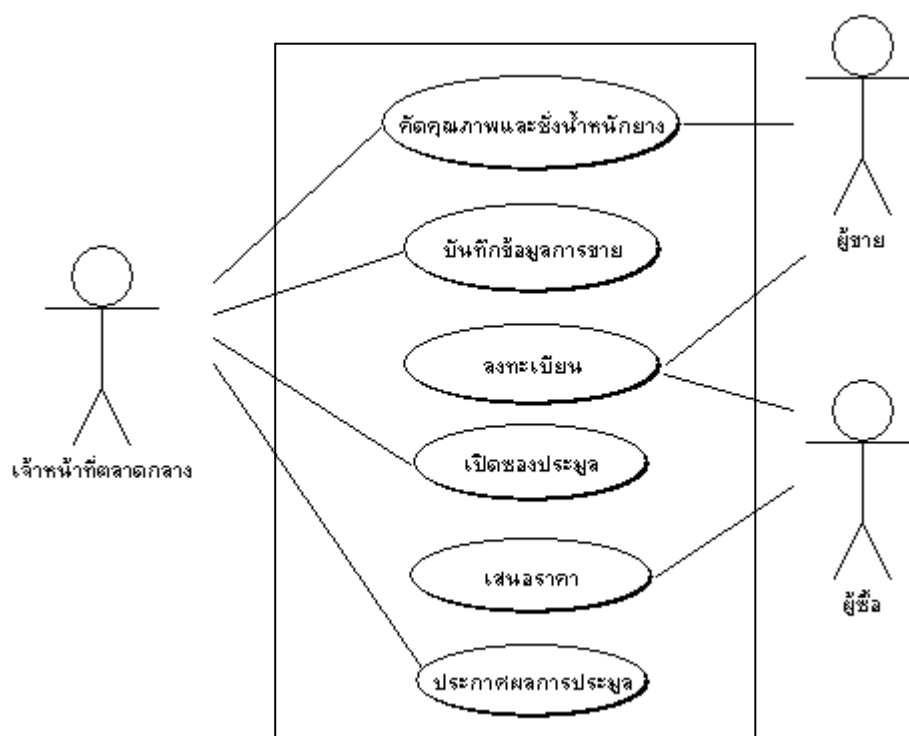 คัดคุณภาพและชั่งน้ำหนักยาง
บันทึกข้อมูลการขาย
ผู้ขาย
ลงทะเบียน
เปิดซองประมูล
เจ้าหน้าที่ตลาดกลาง
เสนอราคา
ผู้ซื้อ
ประกาศผลการประมูล